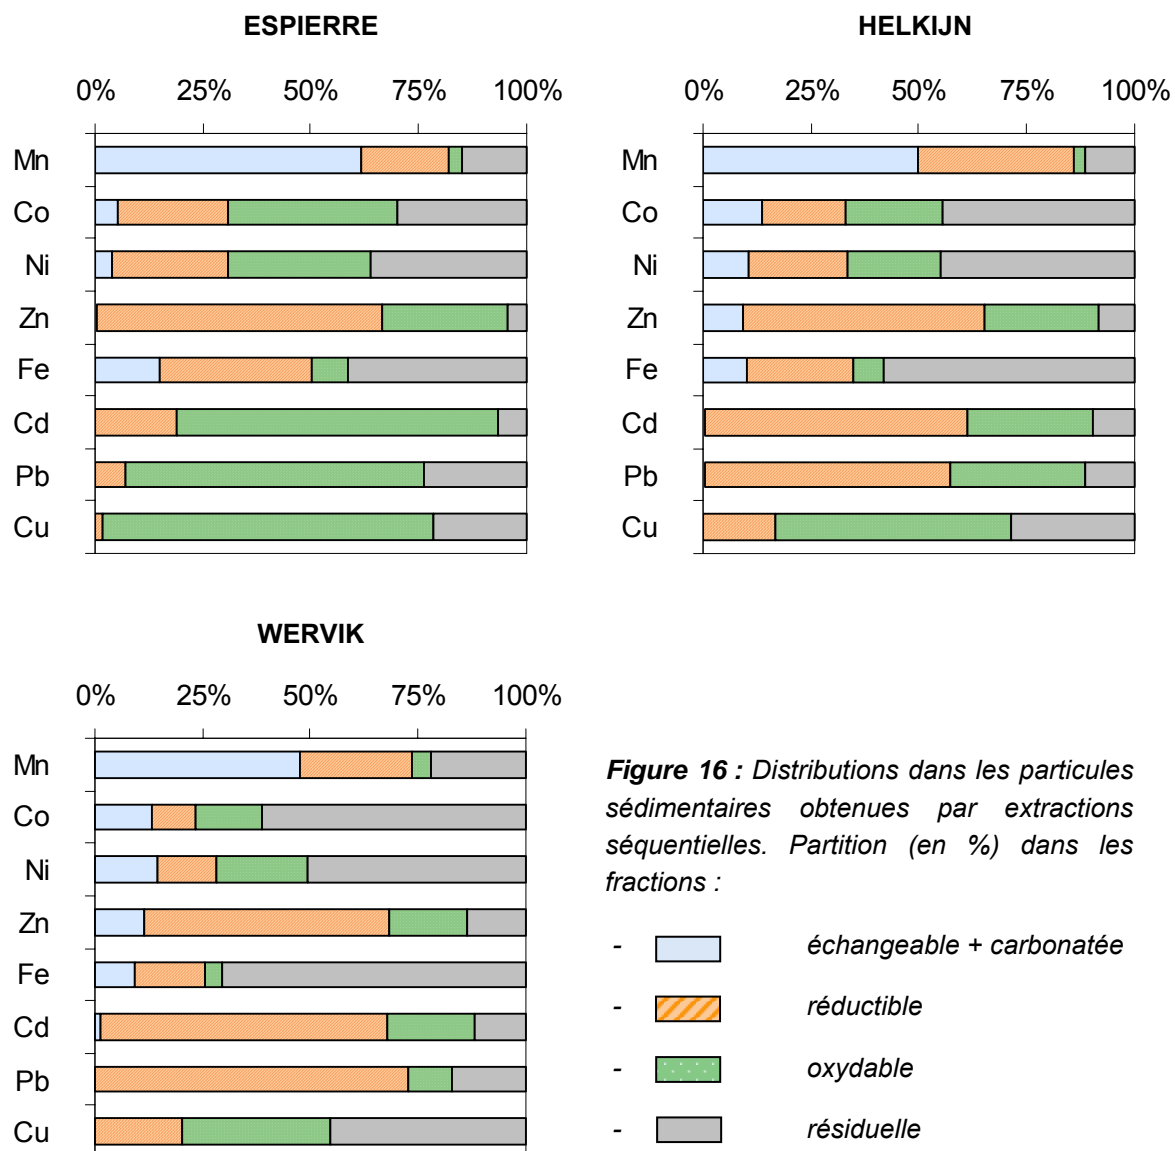 ESPIERRE
0% 25% 50% 75% 100%
Mn
Co
Ni
Zn
Fe
Cd
Pb
Cu
HELKIJN
0% 25% 50% 75% 100%
Mn
Co
Ni
Zn
Fe
Cd
Pb
Cu
WERVIK
0% 25% 50% 75% 100%
Mn
Co
Ni
Zn
Fe
Cd
Pb
Cu
Figure 16 : Distributions dans les particules
sédimentaires obtenues par extractions
séquentielles. Partition (en %) dans les
fractions :
- échangeable + carbonatée
- réductible
- oxydable
- résiduelle